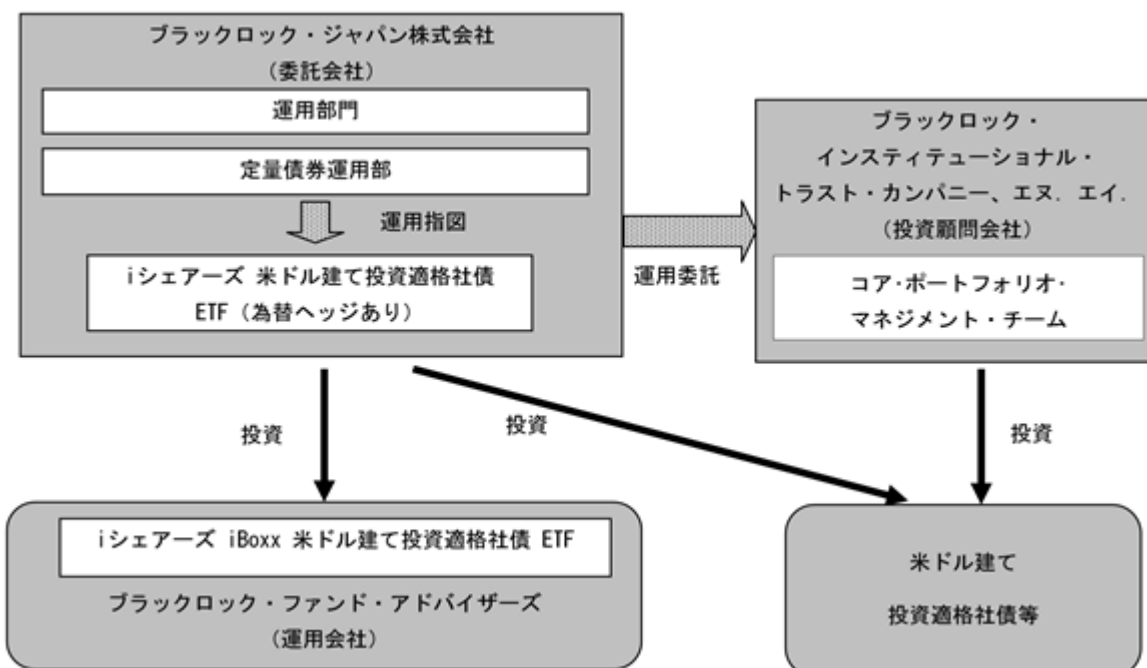 ブラックロック・ジャパン株式会社
（委託会社）
運用部門
定量債券運用部
運用指図
iシェアーズ 米ドル建て投資適格社債
ETF（為替ヘッジあり）
運用委託
ブラックロック・
インスティテューショナル・
トラスト・カンパニー、エヌ．エイ．
（投資顧問会社）
コア・ポートフォリオ・
マネジメント・チーム
投資
投資
投資
iシェアーズ iBoxx 米ドル建て投資適格社債 ETF
ブラックロック・ファンド・アドバイザーズ
（運用会社）
米ドル建て
投資適格社債等